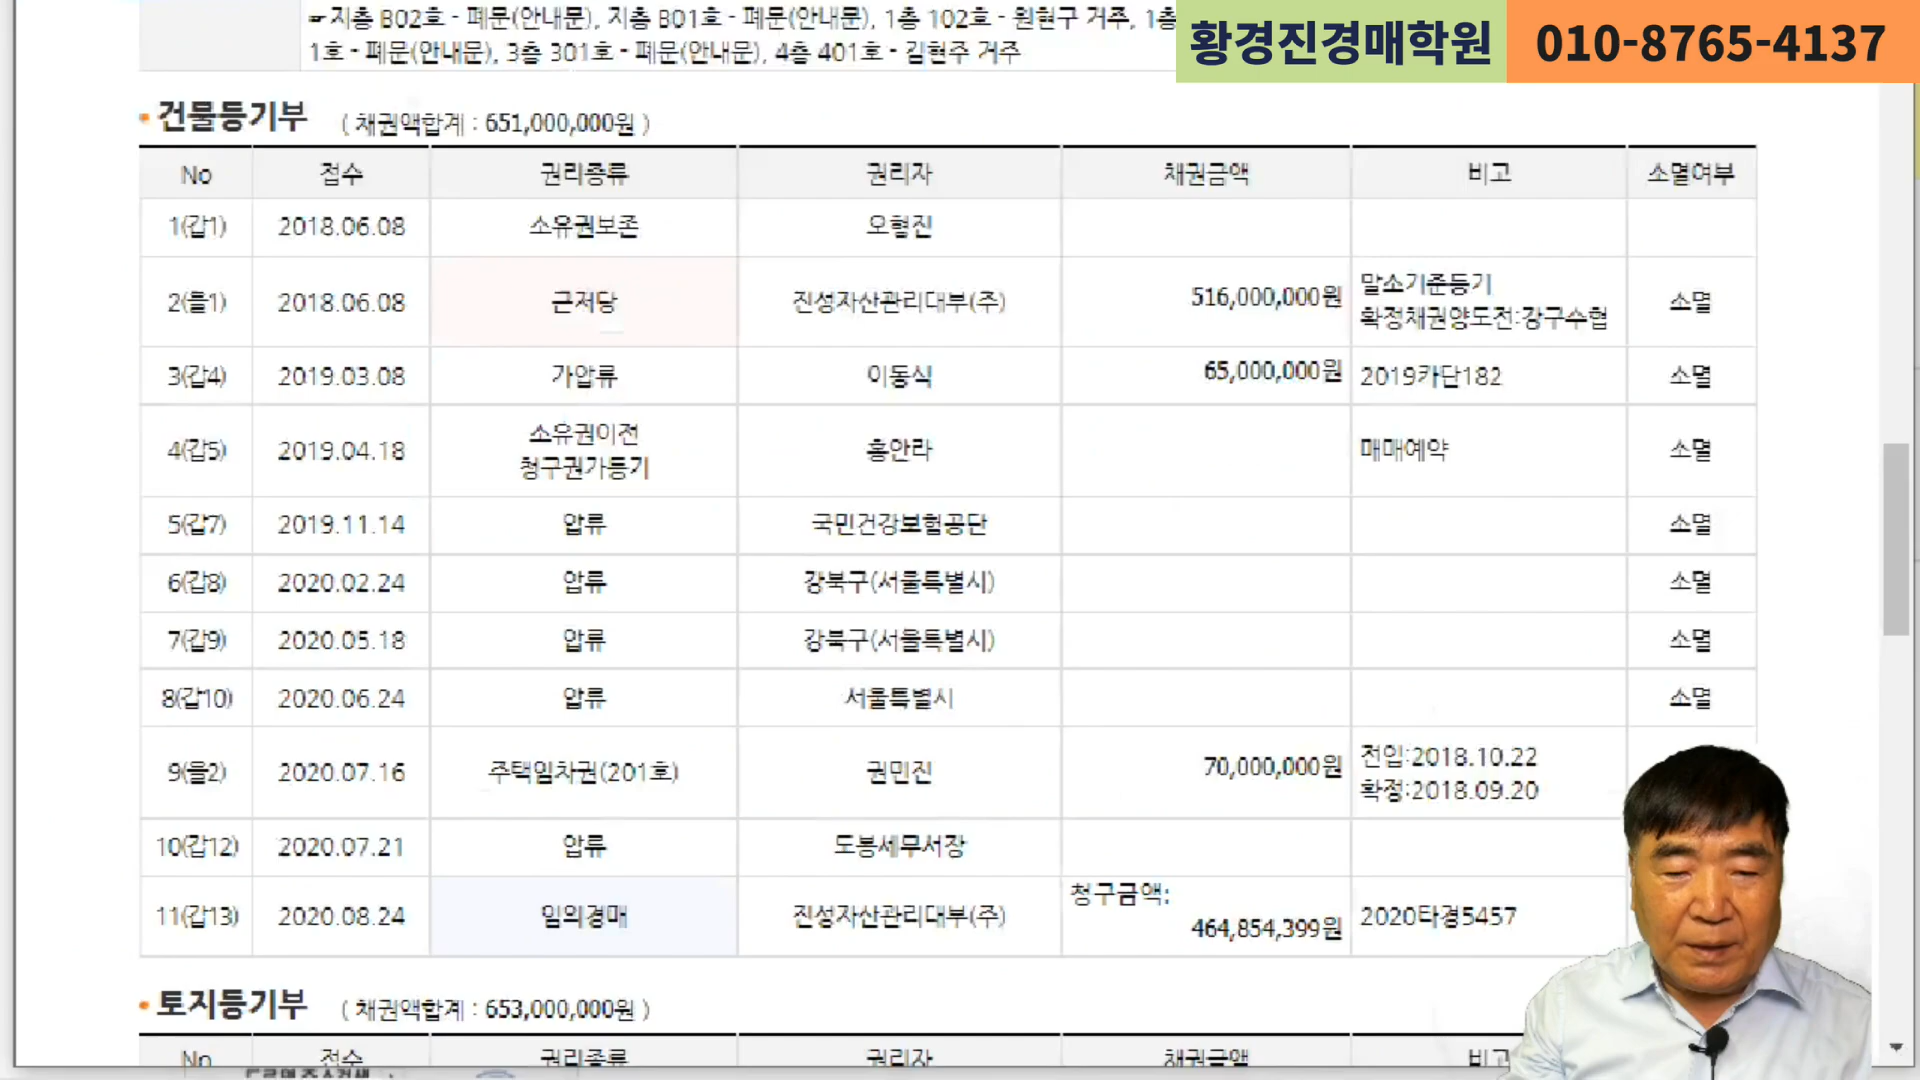 ☛지층 B02호 - 폐문(안내문), 지층 B01호 - 폐문(안내문), 1층 102호 - 원현구 거주, 1층
황경진경매학원 010-8765-4137
1호 - 폐문(안내문), 3층 301호 - 폐문(안내문), 4층 401호 - 김현주 거주
• 건물등기부 ( 채권액합계 : 651,000,000원 )
No 접수 권리종류 권리자 채권금액 비고 소멸여부
1(갑1) 2018.06.08 소유권보존 오형진
2(을1) 2018.06.08 근저당 진성자산관리대부(주) 516,000,000원 말소기준등기 소멸
확정채권양도전:강구수협
3(갑4) 2019.03.08 가압류 이동식 65,000,000원 2019카단182 소멸
4(갑5) 2019.04.18 소유권이전 홍안라 매매예약 소멸
청구권가등기
5(갑7) 2019.11.14 압류 국민건강보험공단 소멸
6(갑8) 2020.02.24 압류 강북구(서울특별시) 소멸
7(갑9) 2020.05.18 압류 강북구(서울특별시) 소멸
8(갑10) 2020.06.24 압류 서울특별시 소멸
9(을2) 2020.07.16 주택임차권(201호) 권민진 70,000,000원 전입:2018.10.22
확정:2018.09.20
10(갑12) 2020.07.21 압류 도봉세무서장
11(갑13) 2020.08.24 임의경매 진성자산관리대부(주) 청구금액: 2020타경5457
464,854,399원
• 토지등기부 ( 채권액합계 : 653,000,000원 )
No 접수 권리종류 권리자 채권금액 비고